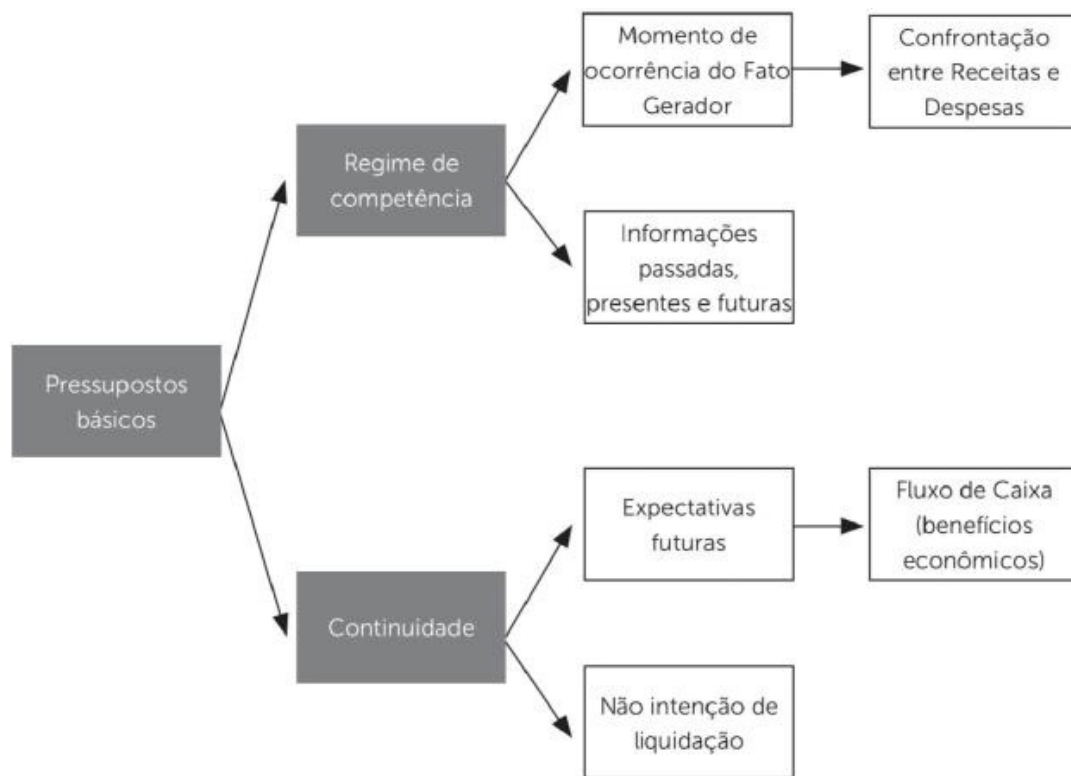 Momento de
ocorrência do Fato
Gerador
Confrontação
entre Receitas e
Despesas
Regime de
competência
Informações
passadas,
presentes e futuras
Pressupostos
básicos
Expectativas
futuras
Fluxo de Caixa
(benefícios
econômicos)
Continuidade
Não intenção de
liquidação